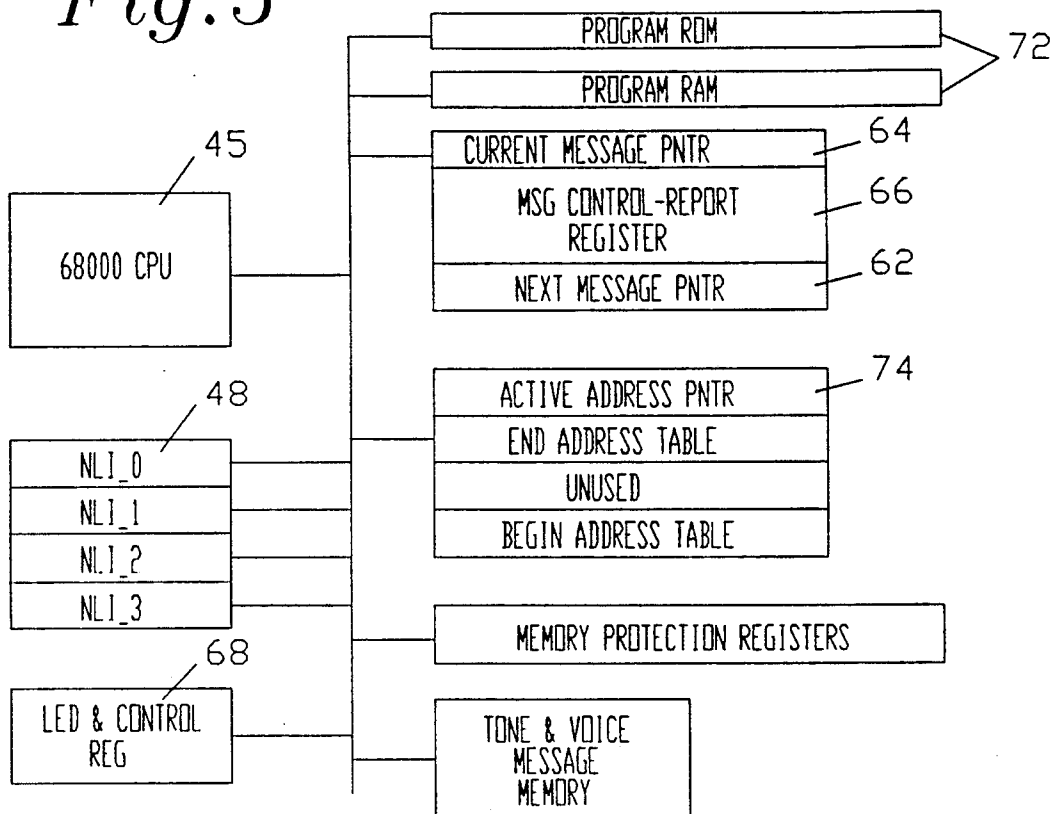 Fig. 5
PROGRAM ROM
72
PROGRAM RAM
45
CURRENT MESSAGE PNTR
64
68000 CPU
MSG CONTROL-REPORT
REGISTER
66
NEXT MESSAGE PNTR
62
48
ACTIVE ADDRESS PNTR
74
NLI_0
END ADDRESS TABLE
NLI_1
UNUSED
NLI_2
BEGIN ADDRESS TABLE
NLI_3
MEMORY PROTECTION REGISTERS
68
LED & CONTROL
REG
TONE & VOICE
MESSAGE
MEMORY